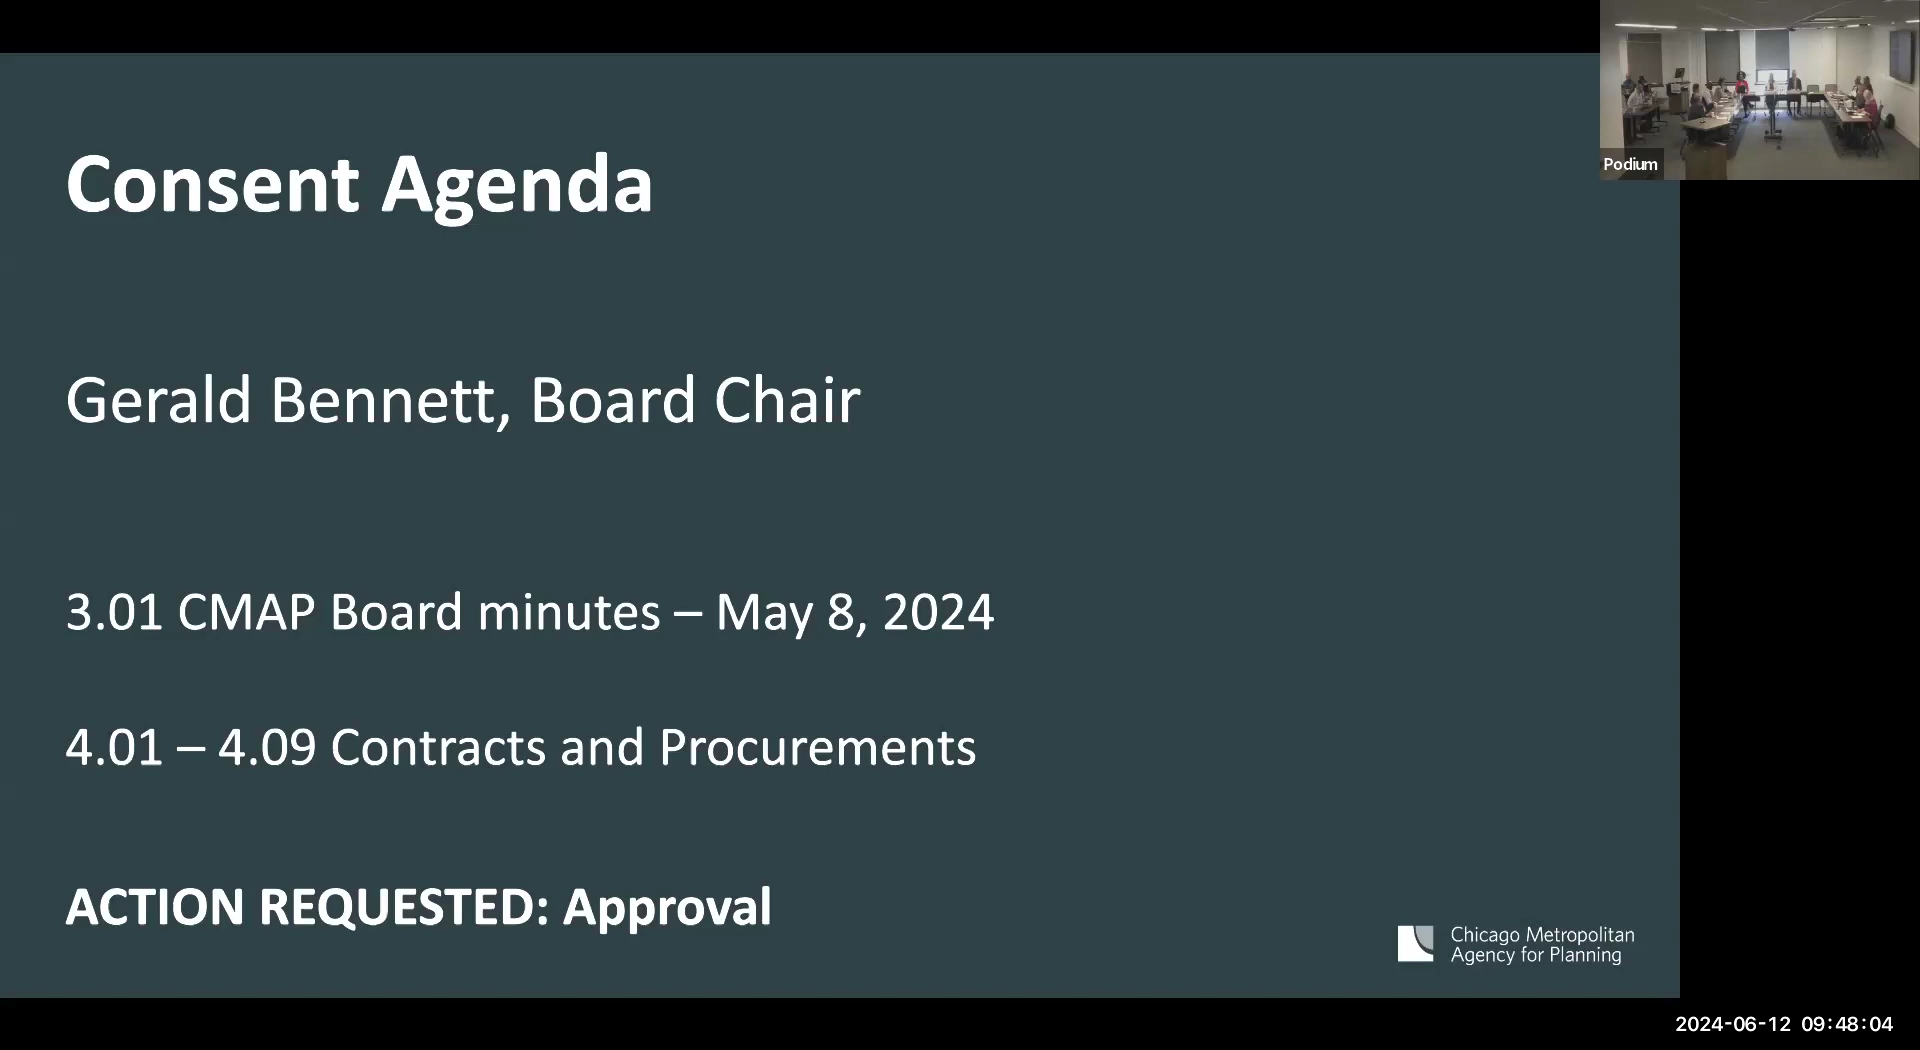 Consent Agenda
Gerald Bennett, Board Chair
3.01 CMAP Board minutes – May 8, 2024
4.01 – 4.09 Contracts and Procurements
ACTION REQUESTED: Approval
Chicago Metropolitan
Agency for Planning
Podium
2024-06-12 09:48:04